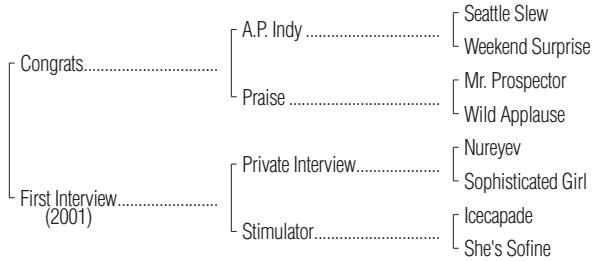 Seattle Slew
A.P. Indy
Weekend Surprise
Congrats
Mr. Prospector
Praise
Wild Applause
Nureyev
Private Interview
Sophisticated Girl
First Interview
(2001)
Icecapade
Stimulator
She's Sofine